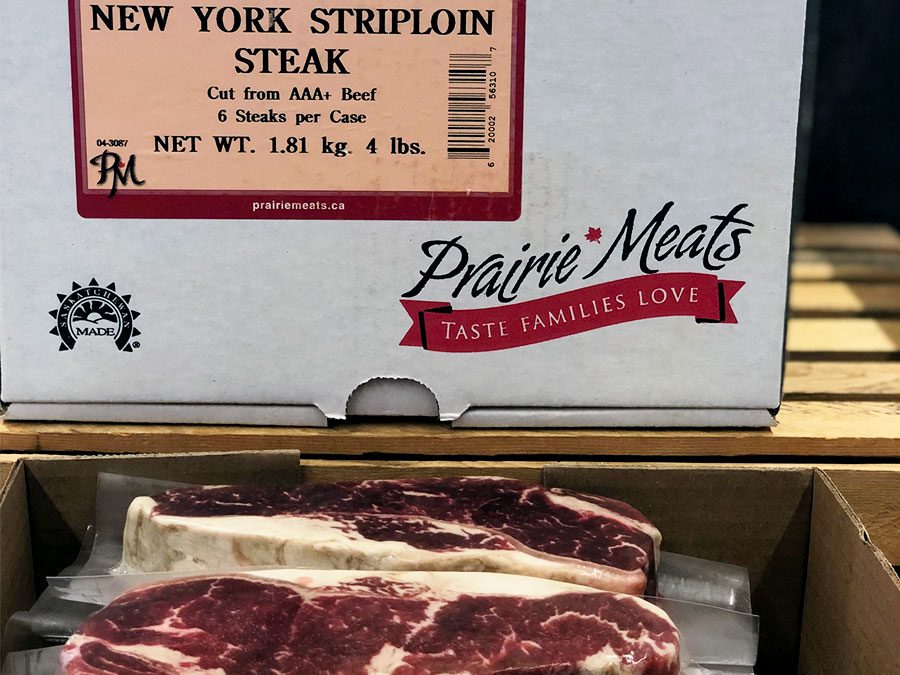 NEW YORK STRIPLOIN
STEAK
Cut from AAA+ Beef
6 Steaks per Case
NET WT. 1.81 kg. 4 lbs.
04-3087
PM
6 20002 56310 7
prairiemeats.ca
Prairie Meats
TASTE FAMILIES LOVE
SASKATCHEWAN
MADE
®